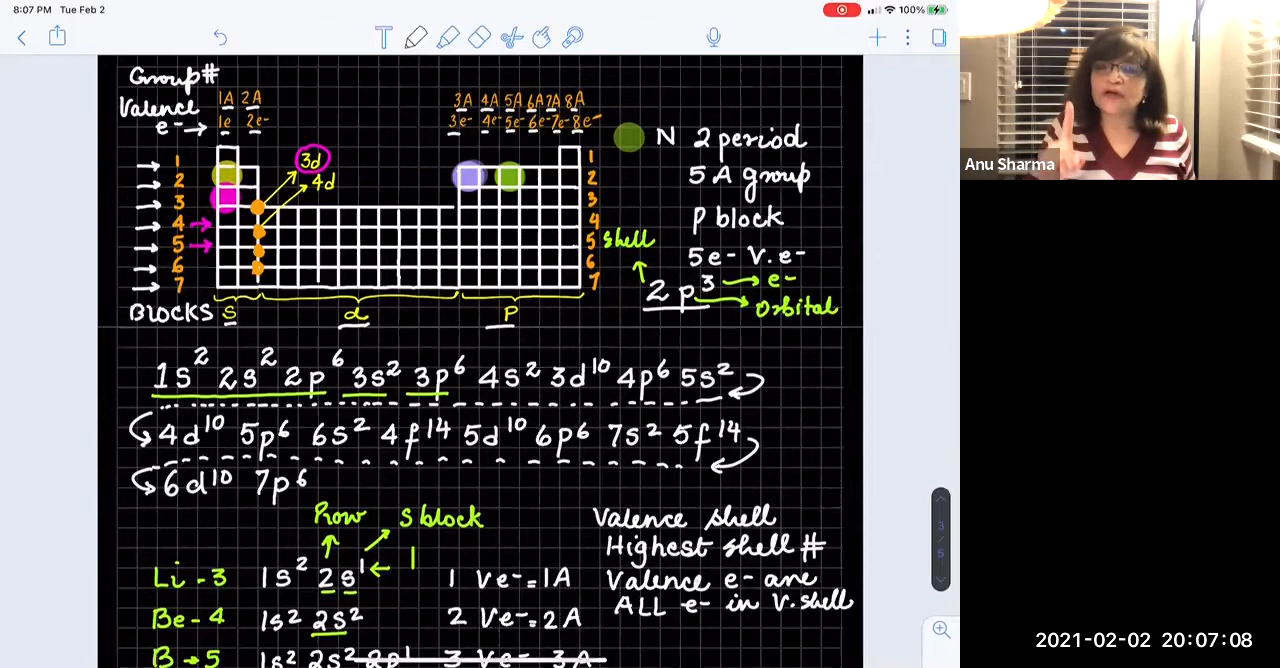 8:07 PM Tue Feb 2
100%
Group#
Valence
e- →
1A 2A
1e 2e-
3A 4A 5A 6A 7A 8A
3e- 4e- 5e- 6e- 7e- 8e-
3d
4d
1
2
3
4
5
6
7
1
2
3
4
5
6
7
Blocks s d p
N 2 period
5A group
p block
5e- v.e-
shell
2p³ → e-
→ orbital
1s² 2s² 2p⁶ 3s² 3p⁶ 4s² 3d¹⁰ 4p⁶ 5s²
4d¹⁰ 5p⁶ 6s² 4f¹⁴ 5d¹⁰ 6p⁶ 7s² 5f¹⁴
6d¹⁰ 7p⁶
Row s block
Li - 3 1s² 2s¹ ← 1 1 Ve- = 1A
Be - 4 1s² 2s² 2 Ve- = 2A
B → 5 1s² 2s² 2p¹ 3 Ve- 3A
Valence shell
Highest shell #
Valence e- are
ALL e- in V. shell
3
5
Anu Sharma
2021-02-02 20:07:08